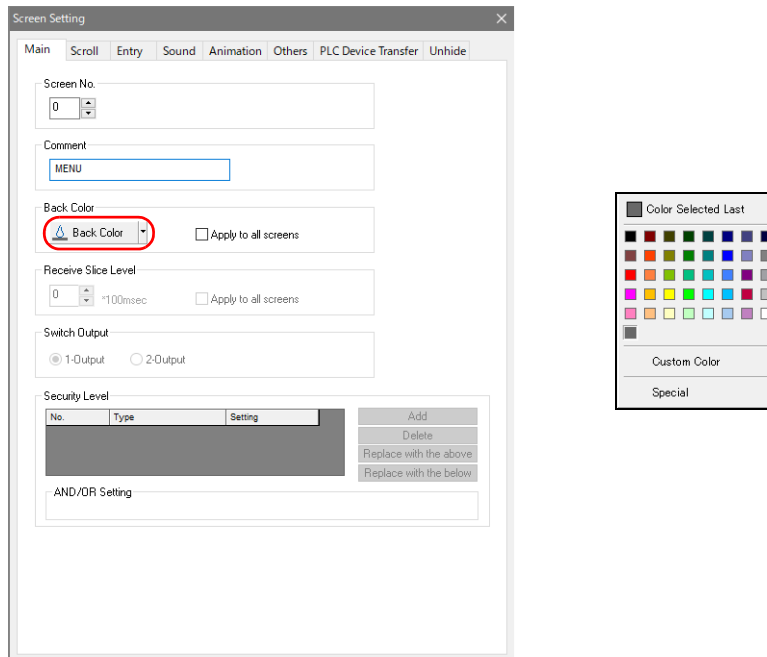 Screen Setting
Main Scroll Entry Sound Animation Others PLC Device Transfer Unhide
Screen No.
0
Comment
MENU
Back Color
Back Color Apply to all screens
Receive Slice Level
0 *100msec Apply to all screens
Switch Output
1-Output 2-Output
Security Level
No. Type Setting
Add
Delete
Replace with the above
Replace with the below
AND/OR Setting
Color Selected Last
Custom Color
Special